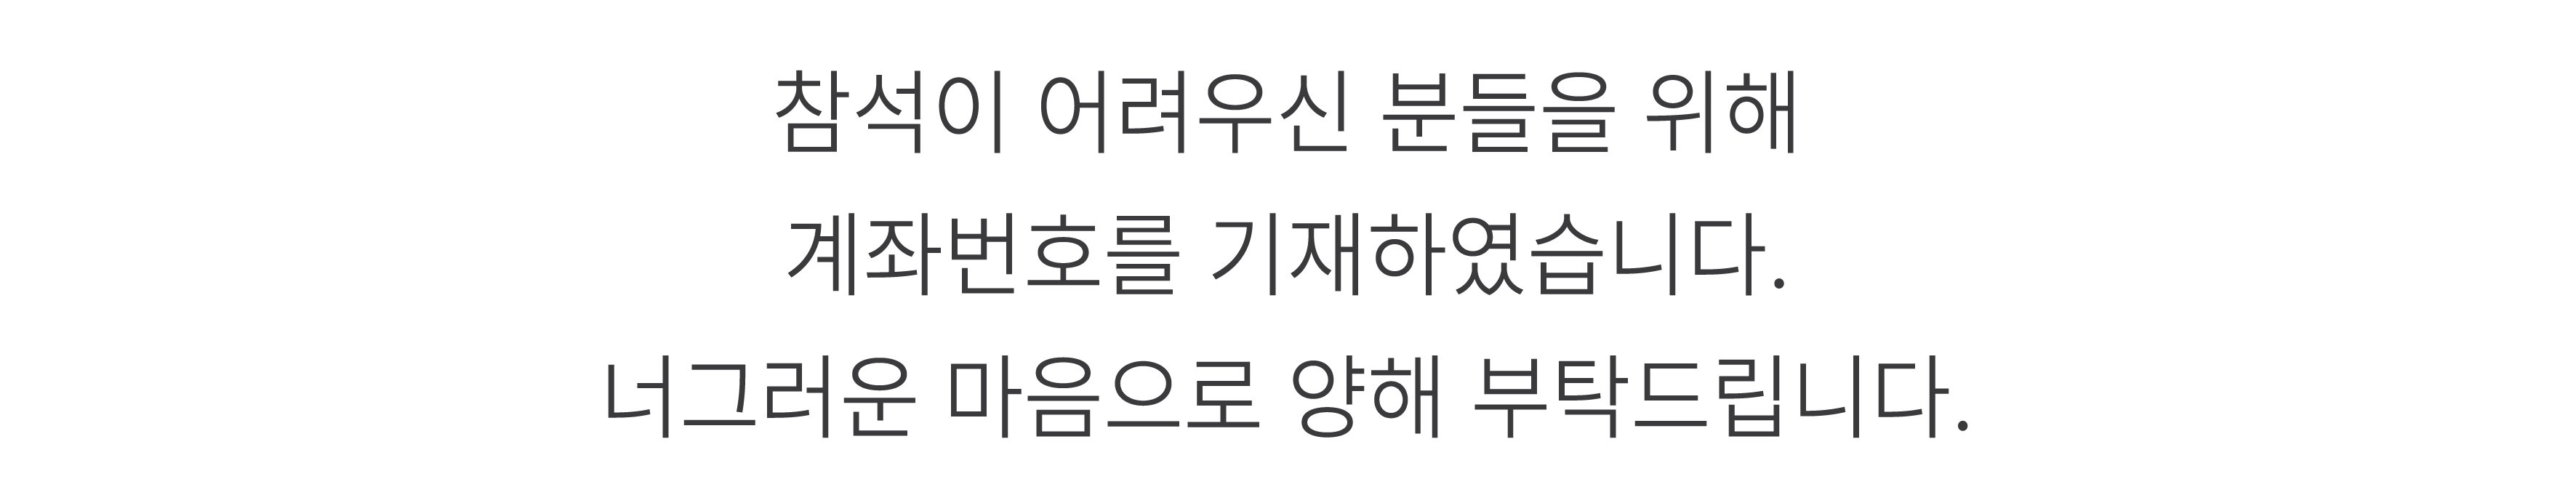 참석이 어려우신 분들을 위해
계좌번호를 기재하였습니다.
너그러운 마음으로 양해 부탁드립니다.